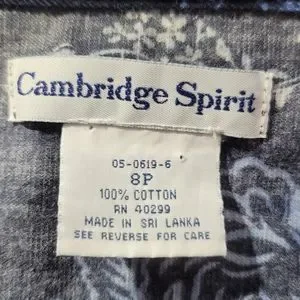 Cambridge Spirit
05-0619-6
8P
100% COTTON
RN 40299
MADE IN SRI LANKA
SEE REVERSE FOR CARE